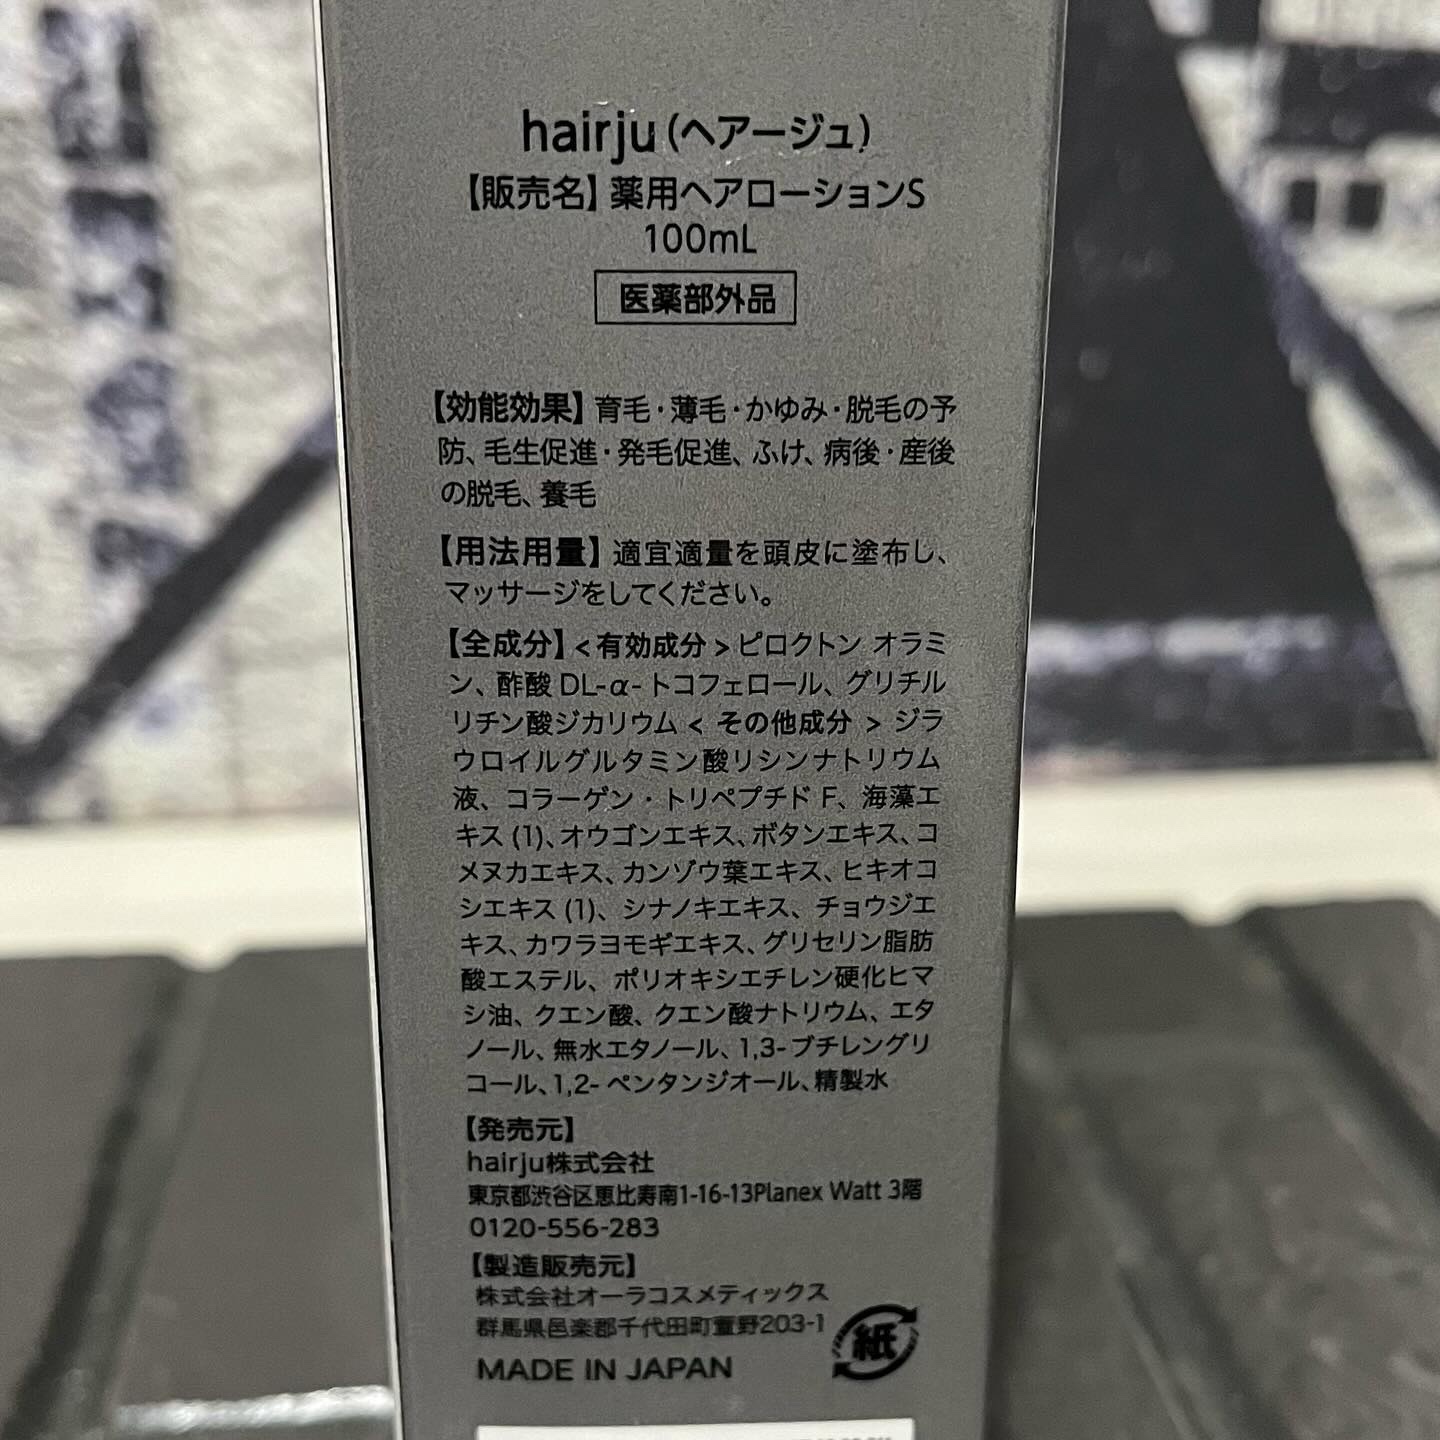 hairju(ヘアージュ)
【販売名】薬用ヘアローションS
100mL
医薬部外品
【効能効果】育毛・薄毛・かゆみ・脱毛の予
防、毛生促進・発毛促進、ふけ、病後・産後
の脱毛、養毛
【用法用量】適宜適量を頭皮に塗布し、
マッサージをしてください。
【全成分】<有効成分>ピロクトン オラミ
ン、酢酸 DL-α-トコフェロール、グリチル
リチン酸ジカリウム< その他成分 > ジラ
ウロイルグルタミン酸リシンナトリウム
液、コラーゲン・トリペプチド F、海藻エ
キス (1)、オウゴンエキス、ボタンエキス、コ
メヌカエキス、カンゾウ葉エキス、ヒキオコ
シエキス (1)、シナノキエキス、チョウジエ
キス、カワラヨモギエキス、グリセリン脂肪
酸エステル、ポリオキシエチレン硬化ヒマ
シ油、クエン酸、クエン酸ナトリウム、エタ
ノール、無水エタノール、1,3-ブチレングリ
コール、1,2-ペンタンジオール、精製水
【発売元】
hairju株式会社
東京都渋谷区恵比寿南1-16-13Planex Watt 3階
0120-556-283
【製造販売元】
株式会社オーラコスメティックス
群馬県邑楽郡千代田町萱野203-1
紙
MADE IN JAPAN